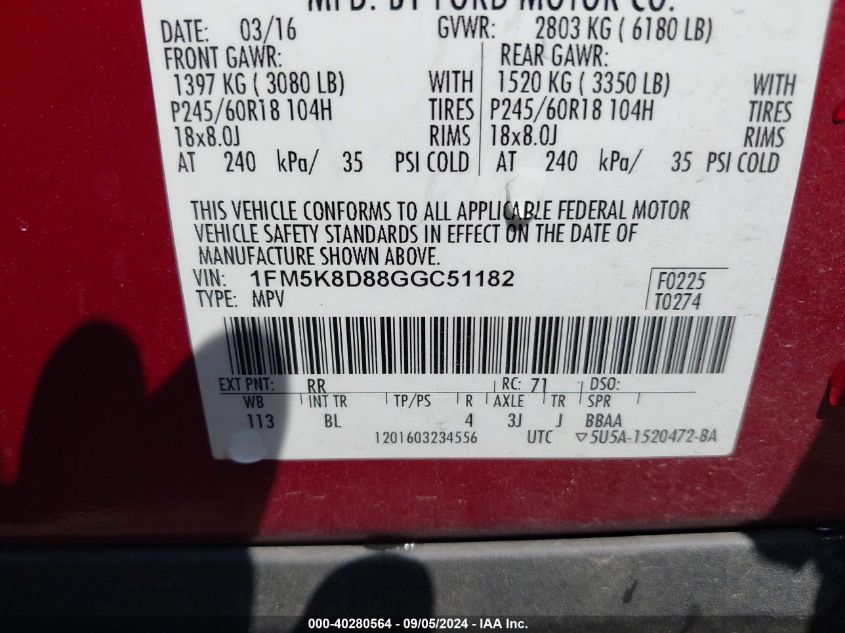 MFD. BY FORD MOTOR CO.
DATE: 03/16 GVWR: 2803 KG ( 6180 LB)
FRONT GAWR: REAR GAWR:
1397 KG ( 3080 LB) WITH 1520 KG ( 3350 LB) WITH
P245/60R18 104H TIRES P245/60R18 104H TIRES
18x8.0J RIMS 18x8.0J RIMS
AT 240 kPa/ 35 PSI COLD AT 240 kPa/ 35 PSI COLD
THIS VEHICLE CONFORMS TO ALL APPLICABLE FEDERAL MOTOR
VEHICLE SAFETY STANDARDS IN EFFECT ON THE DATE OF
MANUFACTURE SHOWN ABOVE.
VIN: 1FM5K8D88GGC51182 F0225
TYPE: MPV T0274
EXT PNT: RR RC: 71 DSO:
WB INT TR TP/PS R AXLE TR SPR
113 BL 4 3J J BBAA
1201603234556 UTC ▽5U5A-1520472-BA
000-40280564 - 09/05/2024 - IAA Inc.